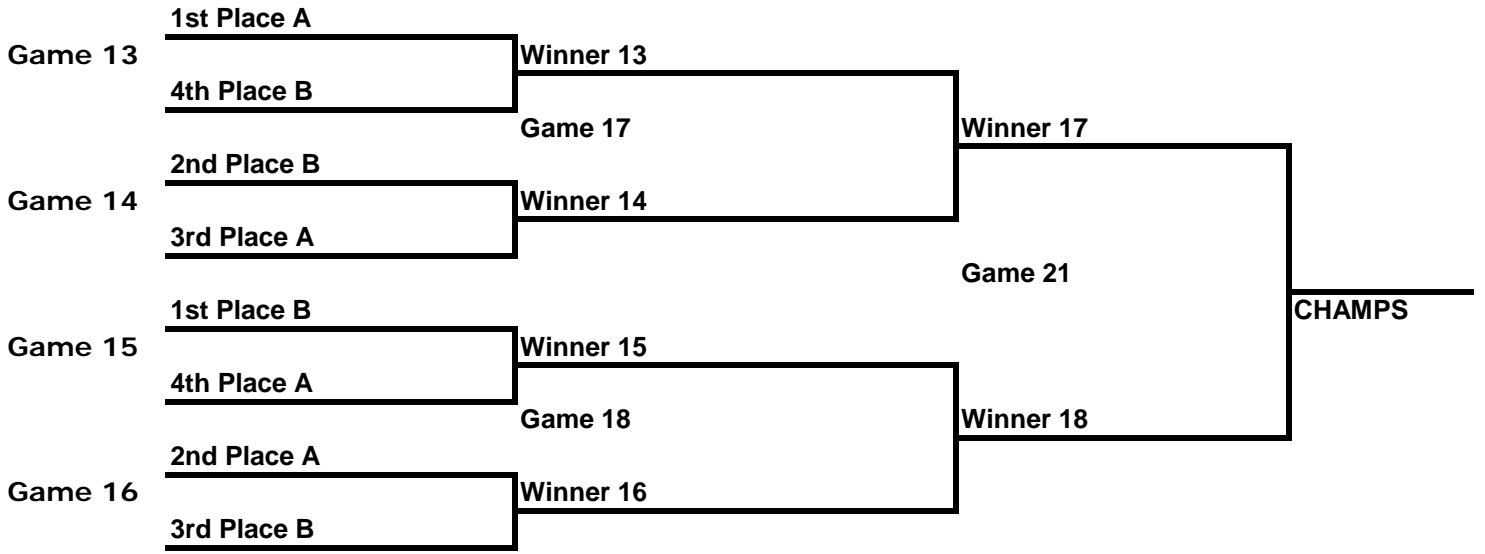 1st Place A
Game 13
Winner 13
4th Place B
Game 17
Winner 17
2nd Place B
Game 14
Winner 14
3rd Place A
Game 21
1st Place B
CHAMPS
Game 15
Winner 15
4th Place A
Game 18
Winner 18
2nd Place A
Game 16
Winner 16
3rd Place B